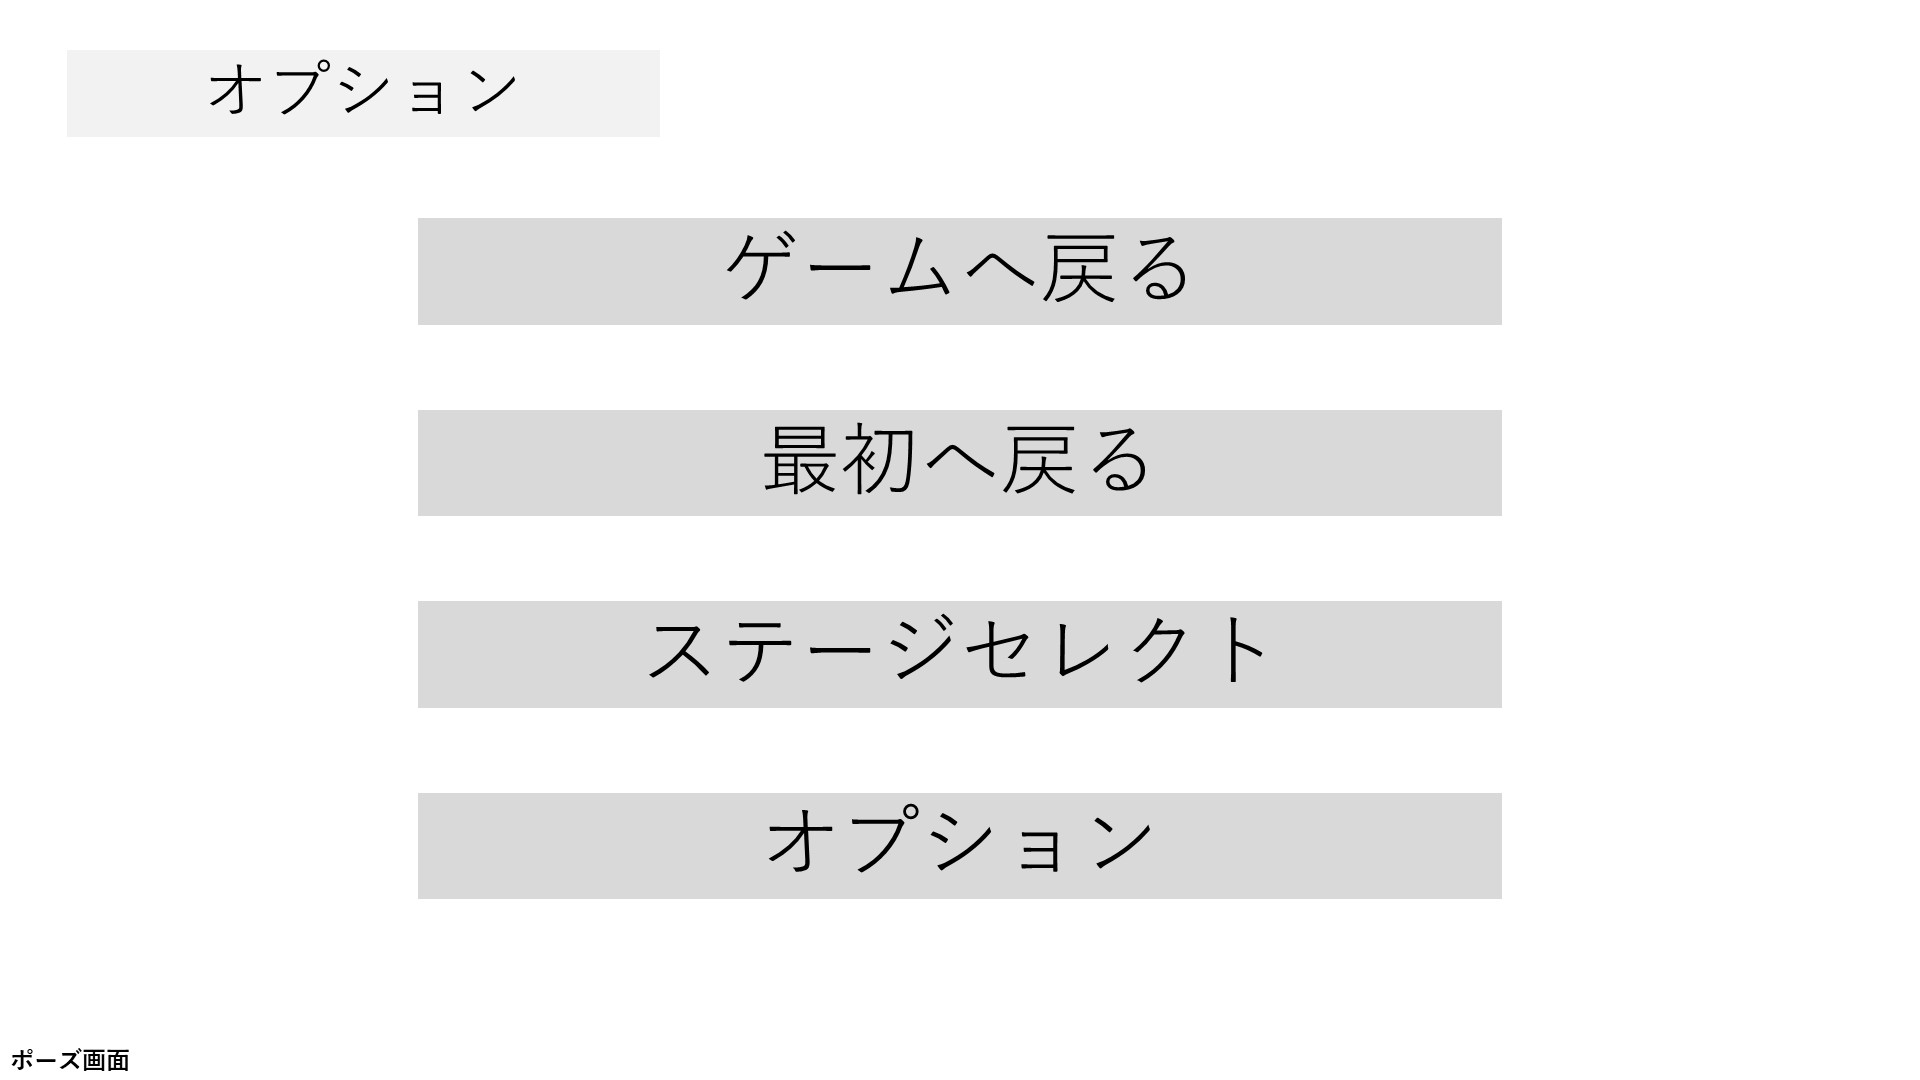 オプション
ゲームへ戻る
最初へ戻る
ステージセレクト
オプション
ポーズ画面